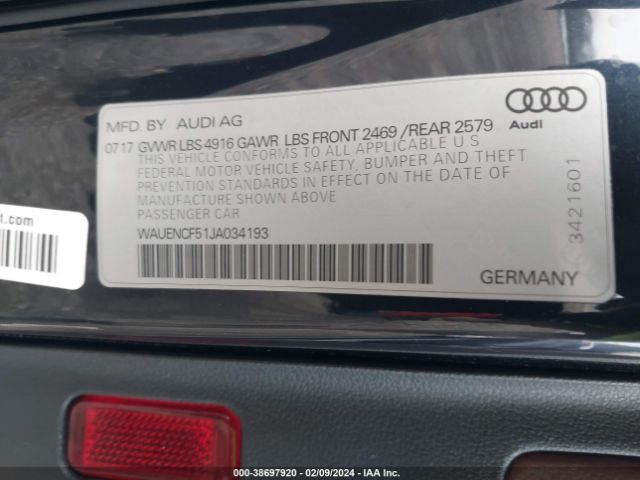 MFD. BY AUDI AG
0717 GVWR LBS 4916 GAWR LBS FRONT 2469 / REAR 2579
THIS VEHICLE CONFORMS TO ALL APPLICABLE U.S.
FEDERAL MOTOR VEHICLE SAFETY, BUMPER AND THEFT
PREVENTION STANDARDS IN EFFECT ON THE DATE OF
MANUFACTURE SHOWN ABOVE
PASSENGER CAR
WAUENCF51JA034193
Audi
3421601
GERMANY
t.com
000-38697920 - 02/09/2024 - IAA Inc.